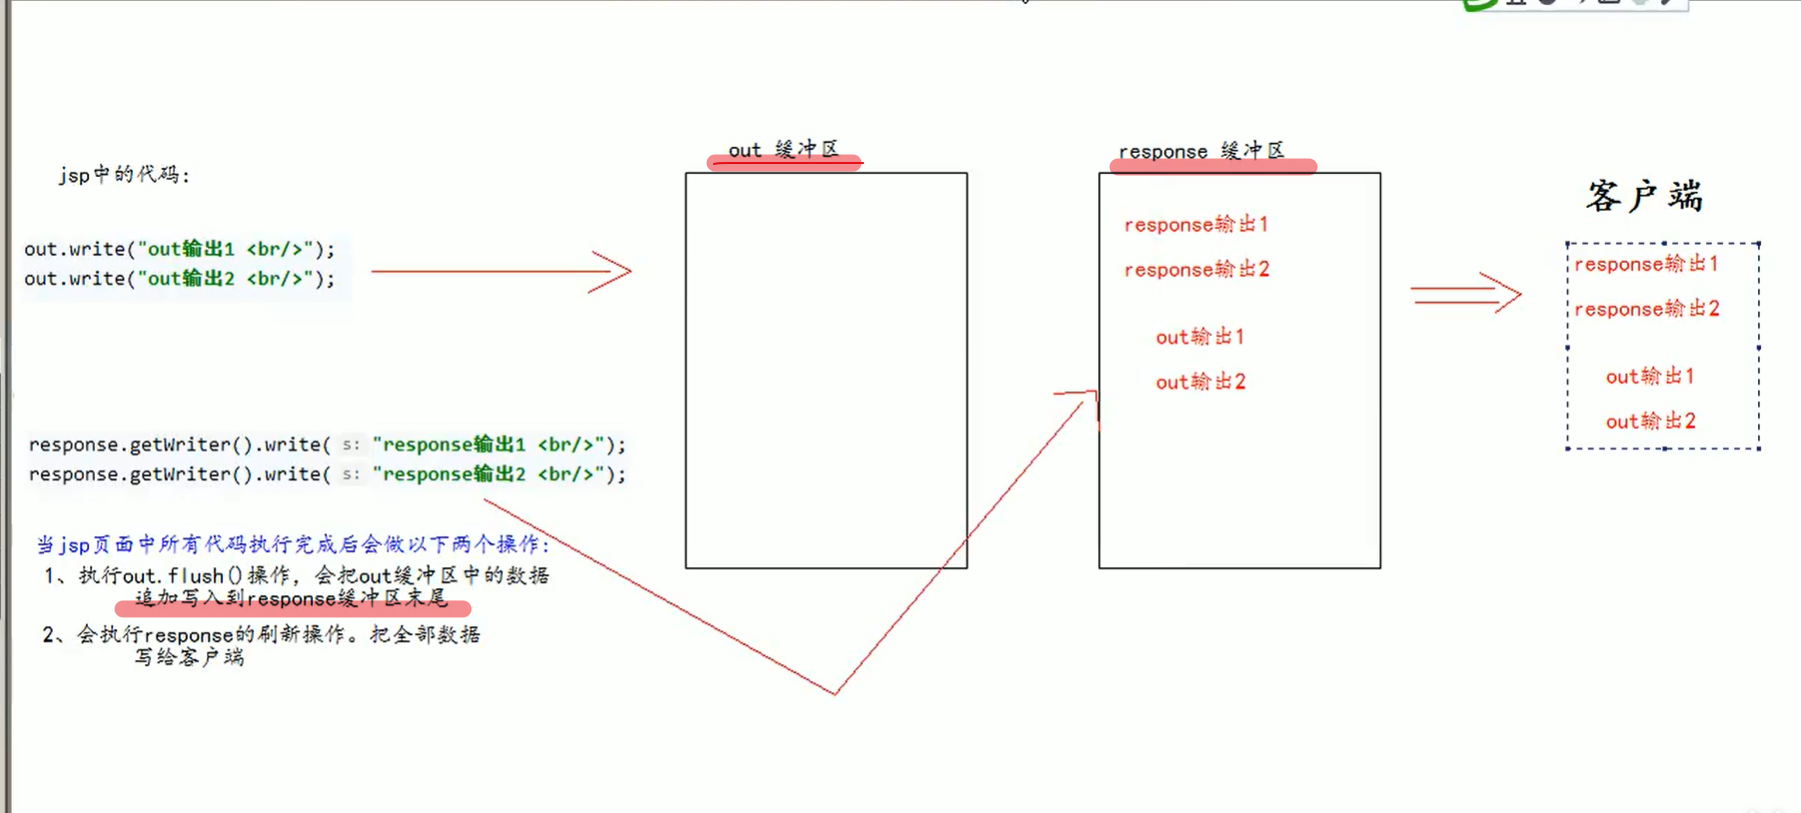 jsp中的代码:
out.write("out输出1 <br/>");
out.write("out输出2 <br/>");
response.getWriter().write( s: "response输出1 <br/>");
response.getWriter().write( s: "response输出2 <br/>");
当jsp页面中所有代码执行完成后会做以下两个操作:
1、执行out.flush()操作，会把out缓冲区中的数据
追加写入到response缓冲区末尾
2、会执行response的刷新操作。把全部数据
写给客户端
out 缓冲区
response 缓冲区
response输出1
response输出2
out输出1
out输出2
客户端
response输出1
response输出2
out输出1
out输出2